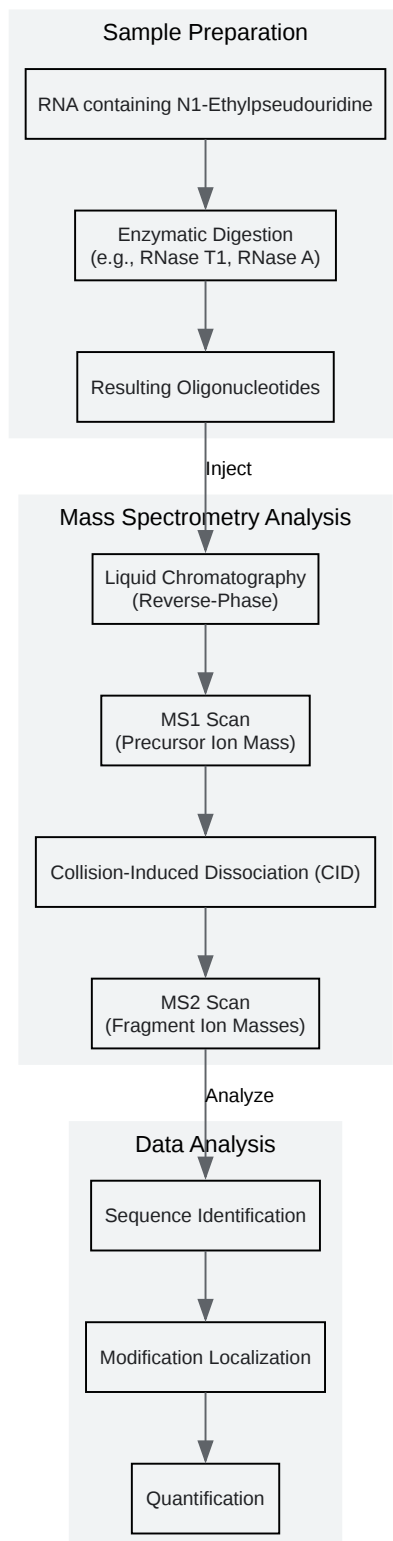 Sample Preparation
RNA containing N1-Ethylpseudouridine
Enzymatic Digestion
(e.g., RNase T1, RNase A)
Resulting Oligonucleotides
Inject
Mass Spectrometry Analysis
Liquid Chromatography
(Reverse-Phase)
MS1 Scan
(Precursor Ion Mass)
Collision-Induced Dissociation (CID)
MS2 Scan
(Fragment Ion Masses)
Analyze
Data Analysis
Sequence Identification
Modification Localization
Quantification